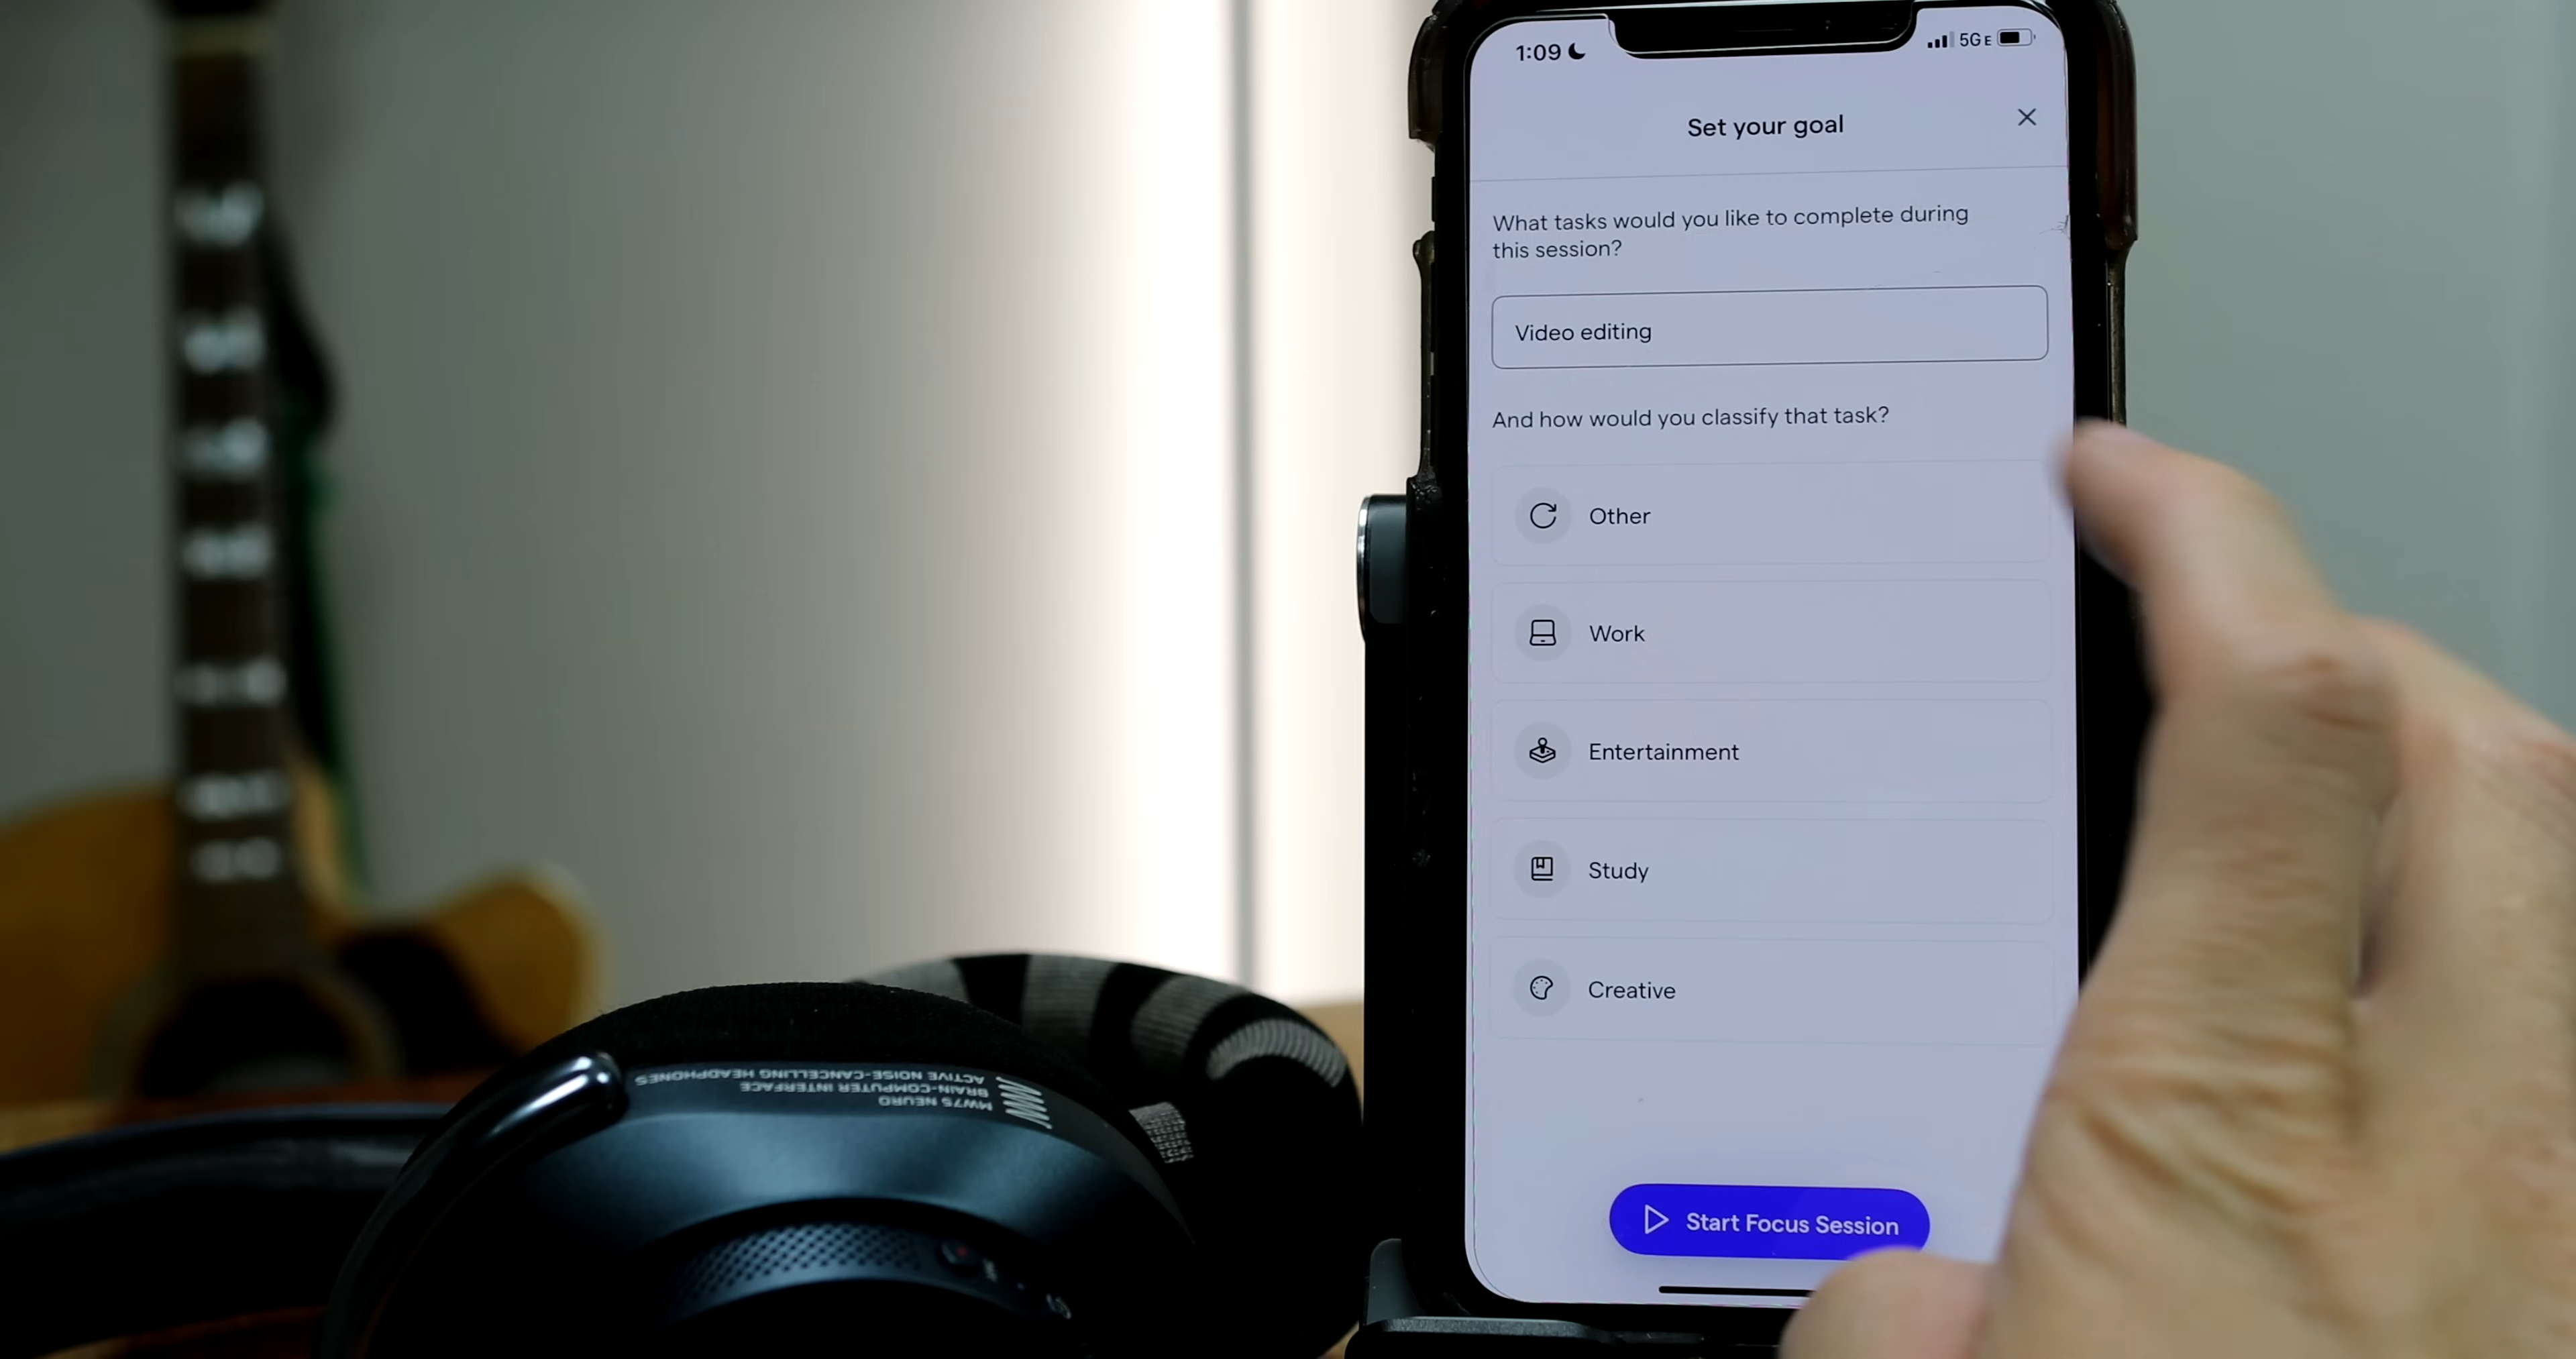 1:09
5G E
Set your goal
What tasks would you like to complete during
this session?
Video editing
And how would you classify that task?
Other
Work
Entertainment
Study
Creative
Start Focus Session
MW75 NEURO
BRAIN-COMPUTER INTERFACE
ACTIVE NOISE-CANCELLING HEADPHONES